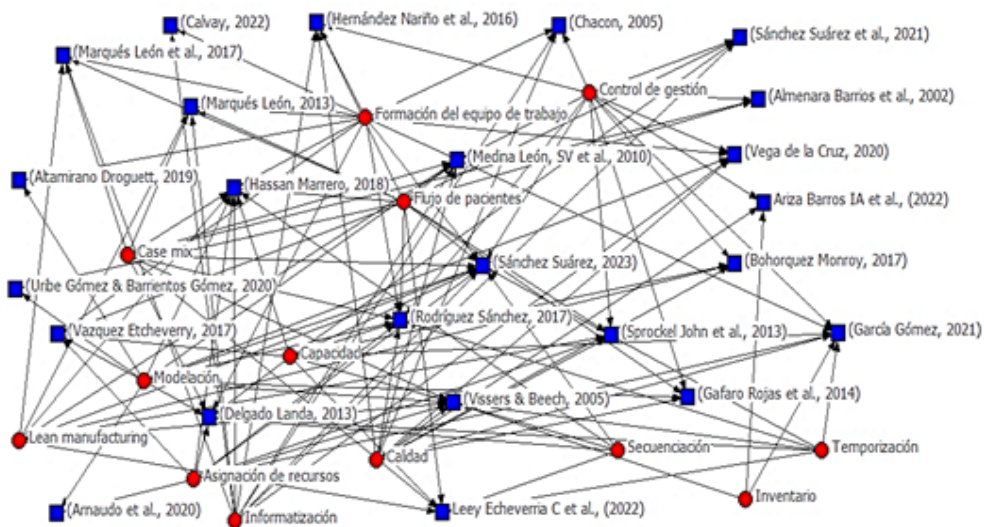 (Calvay, 2022)
(Hernández Nariño et al., 2016)
(Chacon, 2005)
(Sánchez Suárez et al., 2021)
(Marqués León et al., 2017)
(Marqués León, 2013)
Formación del equipo de trabajo
Control de gestión
(Almenara Barrios et al., 2002)
(Altamirano Droguett, 2019)
(Hassan Marrero, 2018)
(Medina León, SV et al., 2010)
(Vega de la Cruz, 2020)
Flujo de pacientes
Ariza Barros IA et al., (2022)
Case mix
(Sánchez Suárez, 2023)
(Bohorquez Monroy, 2017)
(Uribe Gómez & Barrientos Gómez, 2020)
(Vazquez Etcheverry, 2017)
(Rodríguez Sánchez, 2017)
(Sprockel John et al., 2013)
(García Gómez, 2021)
Capacidad
Modelación
(Delgado Landa, 2013)
(Vissers & Beech, 2005)
(Gafaro Rojas et al., 2014)
Lean manufacturing
Asignación de recursos
Calidad
Secuenciación
Temporización
(Arnaudo et al., 2020)
Informatización
Leey Echeverria C et al., (2022)
Inventario